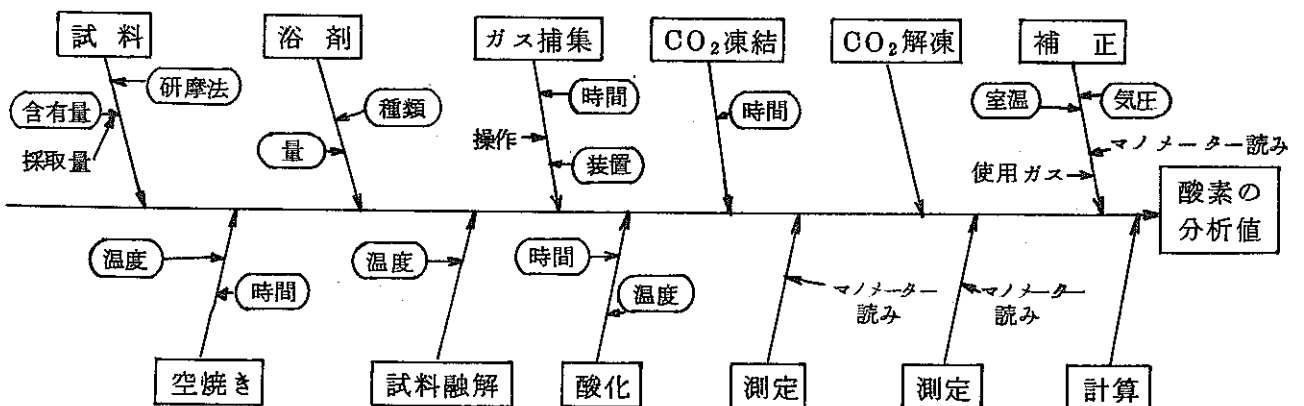 試料
浴剤
ガス捕集
CO₂凍結
CO₂解凍
補正
研摩法
含有量
採取量
種類
量
時間
操作
装置
時間
室温
気圧
マノメーター読み
使用ガス
酸素の
分析値
温度
時間
温度
時間
温度
マノメーター
読み
マノメーター
読み
空焼き
試料融解
酸化
測定
測定
計算